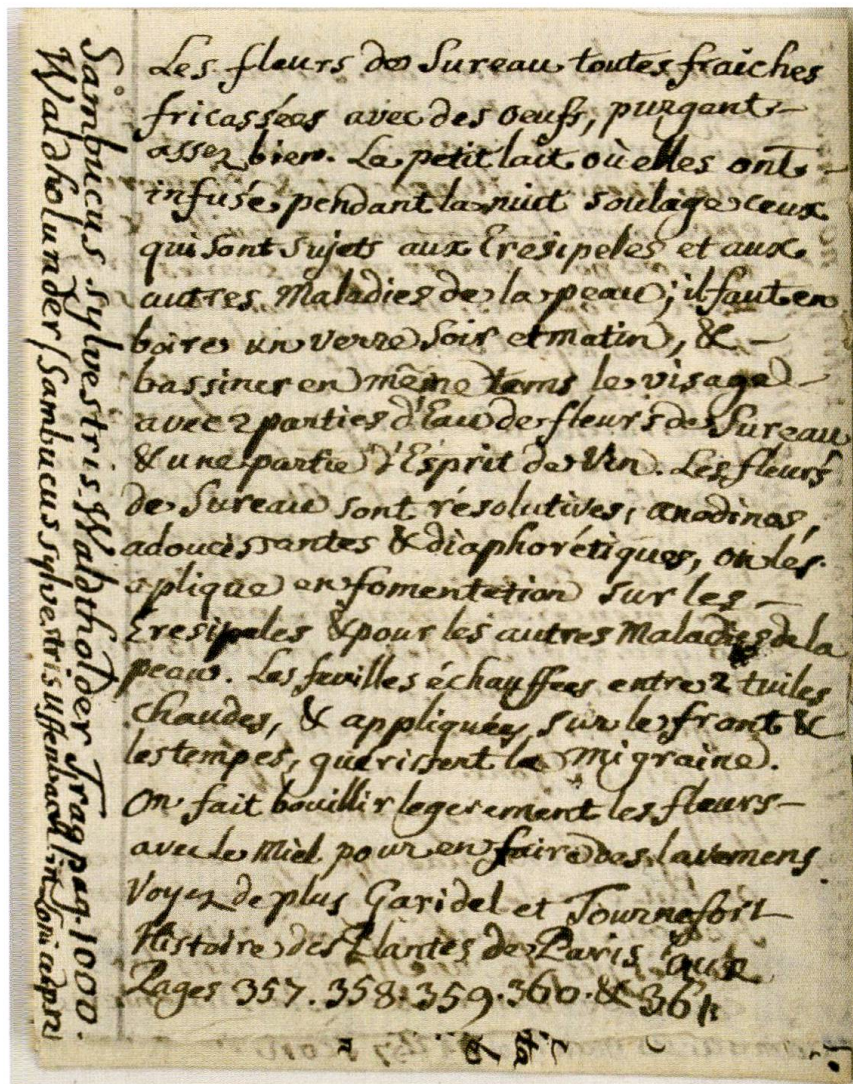 Les fleurs de Sureau toutes fraiches
fricassées avec des oeufs, purgent
assez bien. La petit lait où elles ont
infusé pendant la nuit soulage ceux
qui sont sujets aux Eresipeles et aux
autres Maladies de la peau; il faut en
boire un verre soir et matin, &
bassiner en même tems le visage
avec 2 parties d'Eau de fleurs de Sureau
& une partie d'Esprit de Vin. Les fleurs
de Sureau sont résolutives, anodines,
adoucissantes & diaphorétiques, on les
aplique en fomentation sur les
Eresipeles & pour les autres Maladies de la
peau. Les feuilles échauffées entre 2 tuiles
chaudes, & appliquées sur le front &
les tempes, guérissent la Migraine.
On fait bouillir legerement les fleurs
avec le Miel pour en faire des lavemens
Voyez de plus Garidel et Tournefort
Histoire des Plantes de Paris aux
Pages 357. 358. 359. 360. & 361.
Sambucus sylvestris. Waldtholder Trag pag. 1000.
Waldholunder / Sambucus sylvestris Uffenbach in Loni